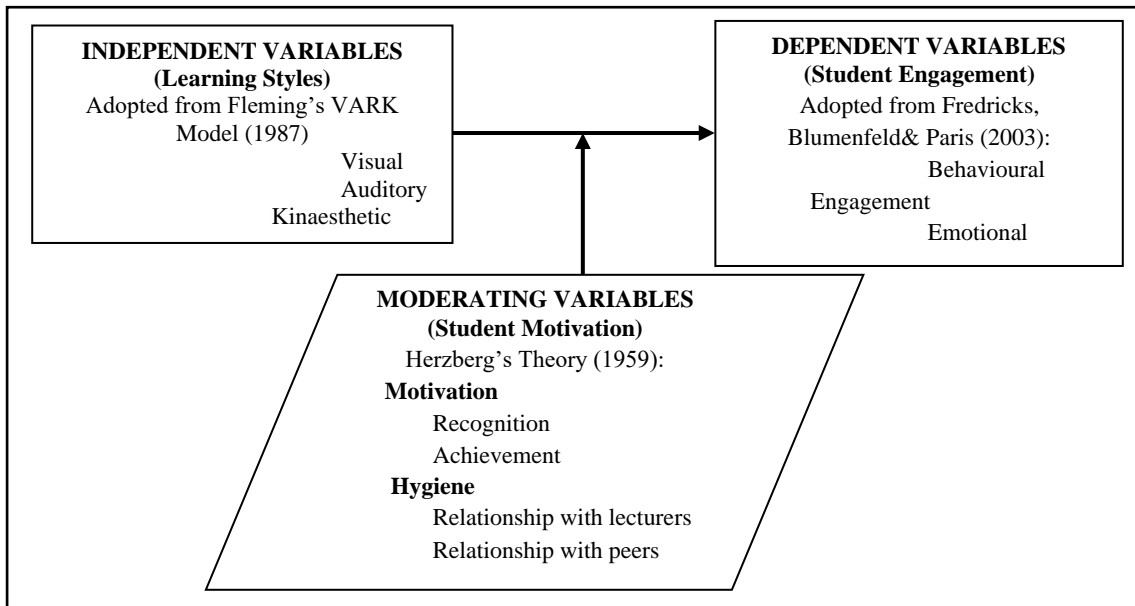 INDEPENDENT VARIABLES
(Learning Styles)
Adopted from Fleming’s VARK
Model (1987)
Visual
Auditory
Kinaesthetic
DEPENDENT VARIABLES
(Student Engagement)
Adopted from Fredricks,
Blumenfeld& Paris (2003):
Behavioural
Engagement
Emotional
MODERATING VARIABLES
(Student Motivation)
Herzberg’s Theory (1959):
Motivation
Recognition
Achievement
Hygiene
Relationship with lecturers
Relationship with peers